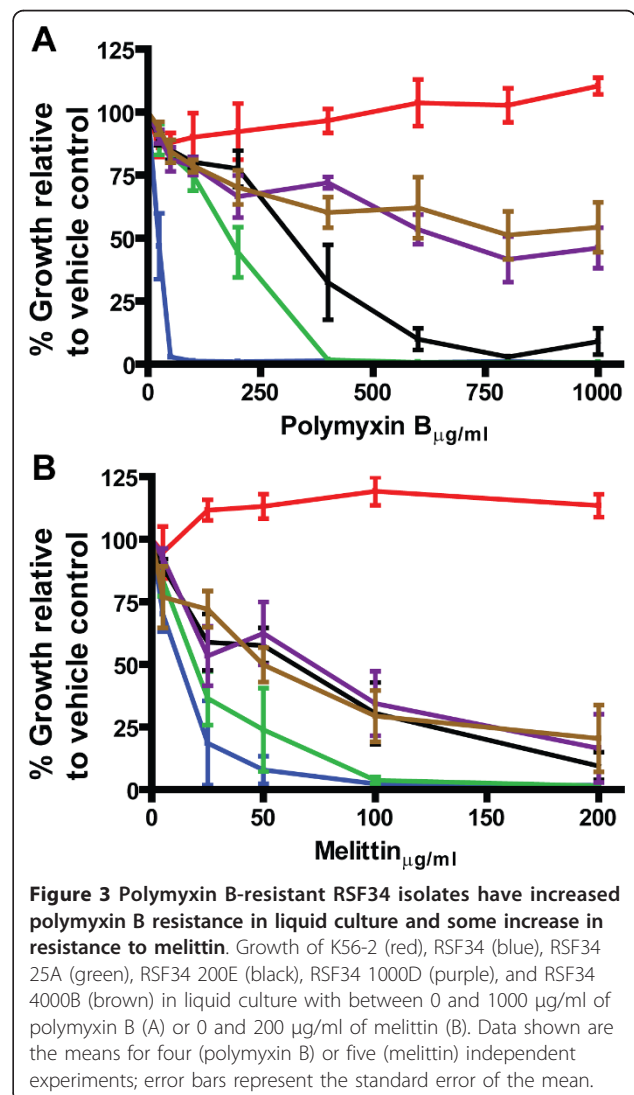 A
125
100
75
50
25
0
% Growth relative
to vehicle control
0 250 500 750 1000
Polymyxin B μg/ml
B
125
100
75
50
25
0
% Growth relative
to vehicle control
0 50 100 150 200
Melittin μg/ml
Figure 3 Polymyxin B-resistant RSF34 isolates have increased
polymyxin B resistance in liquid culture and some increase in
resistance to melittin. Growth of K56-2 (red), RSF34 (blue), RSF34
25A (green), RSF34 200E (black), RSF34 1000D (purple), and RSF34
4000B (brown) in liquid culture with between 0 and 1000 μg/ml of
polymyxin B (A) or 0 and 200 μg/ml of melittin (B). Data shown are
the means for four (polymyxin B) or five (melittin) independent
experiments; error bars represent the standard error of the mean.